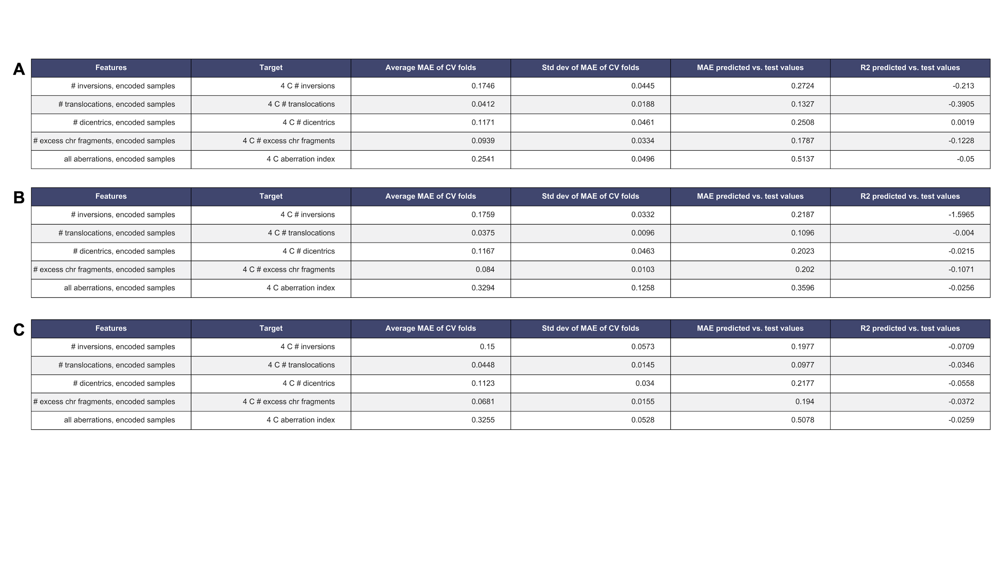 A
Features Target Average MAE of CV folds Std dev of MAE of CV folds MAE predicted vs. test values R2 predicted vs. test values
# inversions, encoded samples 4 C # inversions 0.1746 0.0445 0.2724 -0.213
# translocations, encoded samples 4 C # translocations 0.0412 0.0188 0.1327 -0.3905
# dicentrics, encoded samples 4 C # dicentrics 0.1171 0.0461 0.2508 0.0019
# excess chr fragments, encoded samples 4 C # excess chr fragments 0.0939 0.0334 0.1787 -0.1228
all aberrations, encoded samples 4 C aberration index 0.2541 0.0496 0.5137 -0.05
B
Features Target Average MAE of CV folds Std dev of MAE of CV folds MAE predicted vs. test values R2 predicted vs. test values
# inversions, encoded samples 4 C # inversions 0.1759 0.0332 0.2187 -1.5965
# translocations, encoded samples 4 C # translocations 0.0375 0.0096 0.1096 -0.004
# dicentrics, encoded samples 4 C # dicentrics 0.1167 0.0463 0.2023 -0.0215
# excess chr fragments, encoded samples 4 C # excess chr fragments 0.084 0.0103 0.202 -0.1071
all aberrations, encoded samples 4 C aberration index 0.3294 0.1258 0.3596 -0.0256
C
Features Target Average MAE of CV folds Std dev of MAE of CV folds MAE predicted vs. test values R2 predicted vs. test values
# inversions, encoded samples 4 C # inversions 0.15 0.0573 0.1977 -0.0709
# translocations, encoded samples 4 C # translocations 0.0448 0.0145 0.0977 -0.0346
# dicentrics, encoded samples 4 C # dicentrics 0.1123 0.034 0.2177 -0.0558
# excess chr fragments, encoded samples 4 C # excess chr fragments 0.0681 0.0155 0.194 -0.0372
all aberrations, encoded samples 4 C aberration index 0.3255 0.0528 0.5078 -0.0259